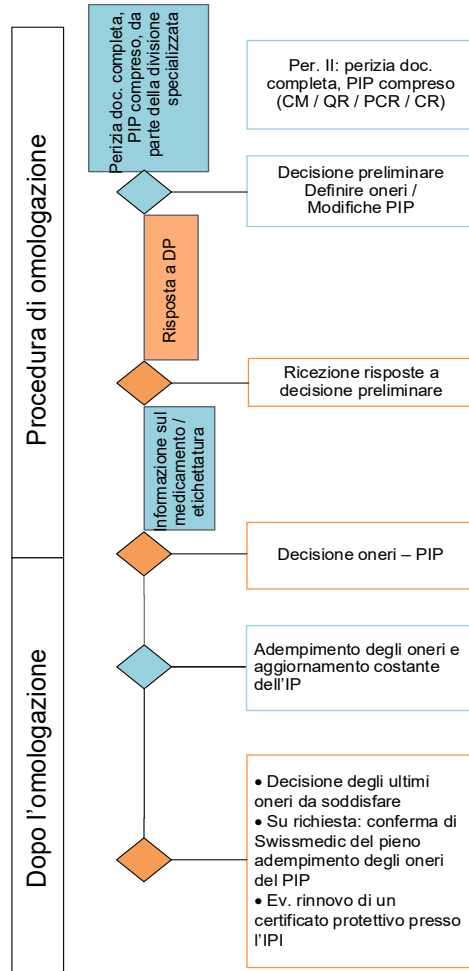 Procedura di omologazione
Perizia doc. completa,
PIP compreso, da
parte della divisione
specializzata
Per. II: perizia doc.
completa, PIP compreso
(CM / QR / PCR / CR)
Decisione preliminare
Definire oneri /
Modifiche PIP
Risposta a DP
Ricezione risposte a
decisione preliminare
Informazione sul
medicamento /
etichettatura
Decisione oneri – PIP
Dopo l'omologazione
Adempimento degli oneri e
aggiornamento costante
dell'IP
• Decisione degli ultimi
oneri da soddisfare
• Su richiesta: conferma di
Swissmedic del pieno
adempimento degli oneri
del PIP
• Ev. rinnovo di un
certificato protettivo presso
l'IPI